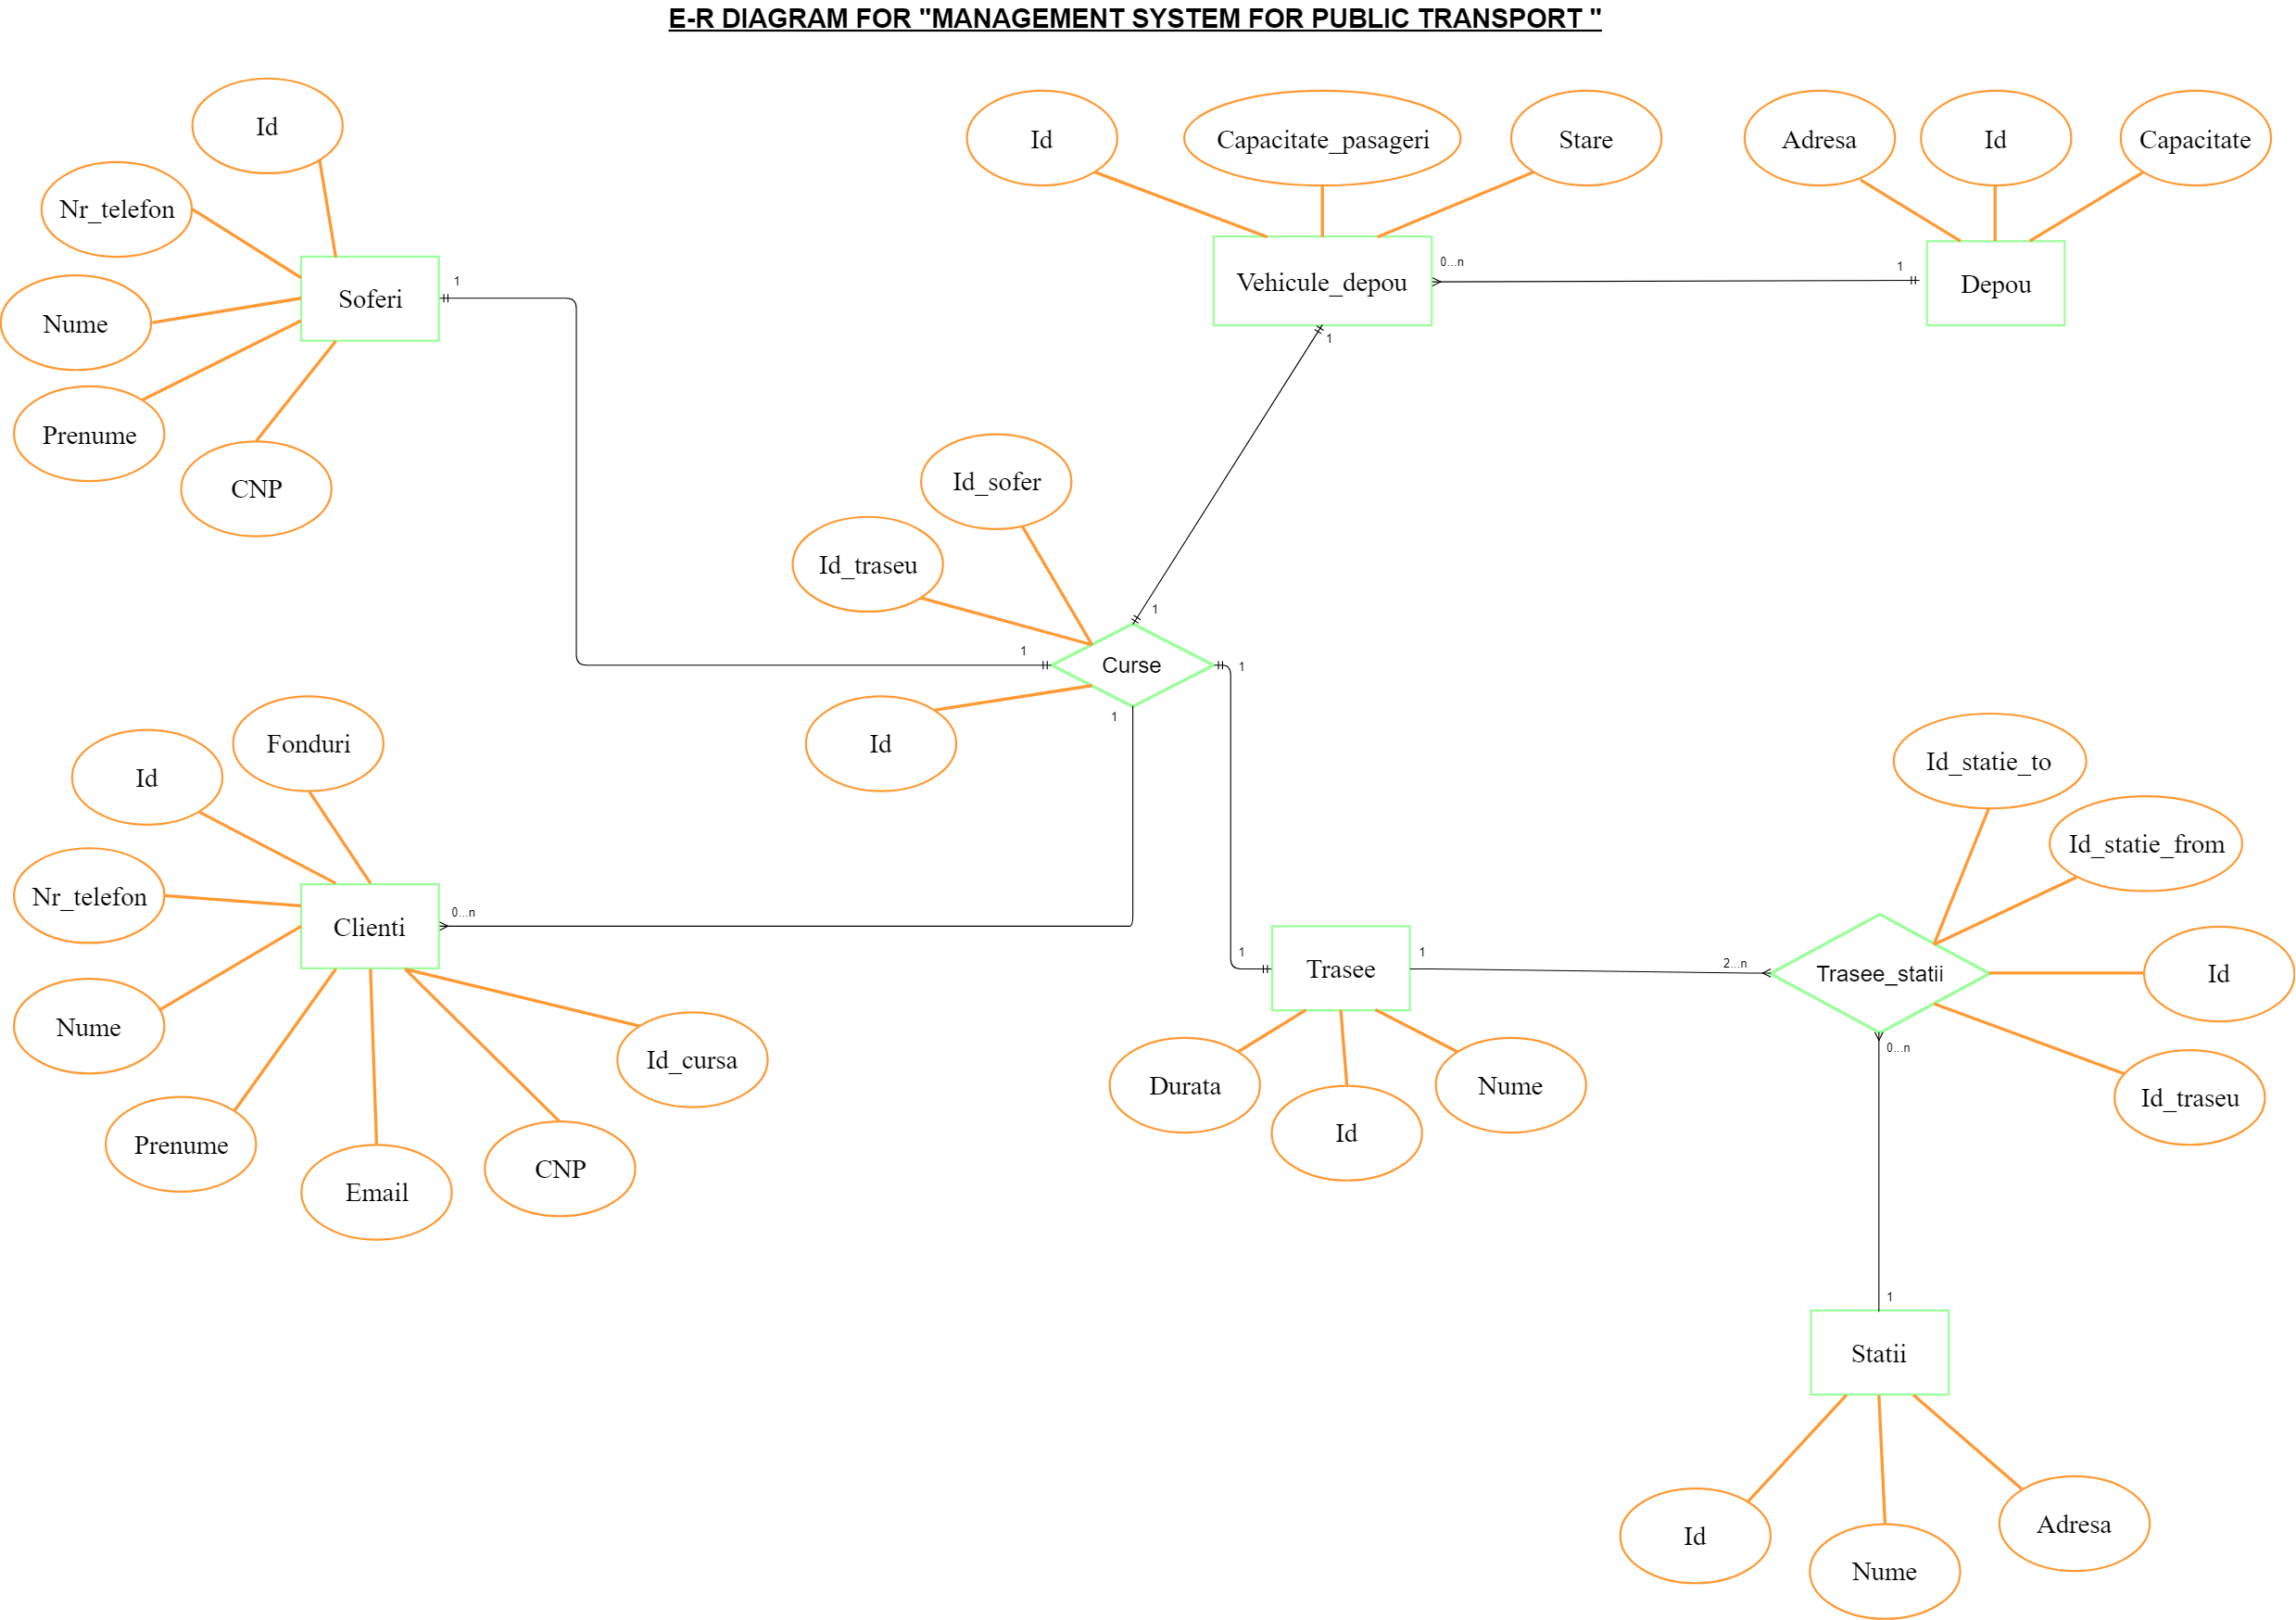 E-R DIAGRAM FOR "MANAGEMENT SYSTEM FOR PUBLIC TRANSPORT "
Id
Nr_telefon
Nume
Prenume
CNP
Soferi
1
Id
Capacitate_pasageri
Stare
Vehicule_depou
0...n
1
1
Adresa
Id
Capacitate
Depou
Id_sofer
Id_traseu
Id
1
1
Curse
1
1
Fonduri
Id
Nr_telefon
Nume
Prenume
Email
CNP
Id_cursa
Clienti
0...n
1
Trasee
1
2...n
Durata
Id
Nume
Id_statie_to
Id_statie_from
Id
Id_traseu
Trasee_statii
0...n
1
Statii
Id
Nume
Adresa